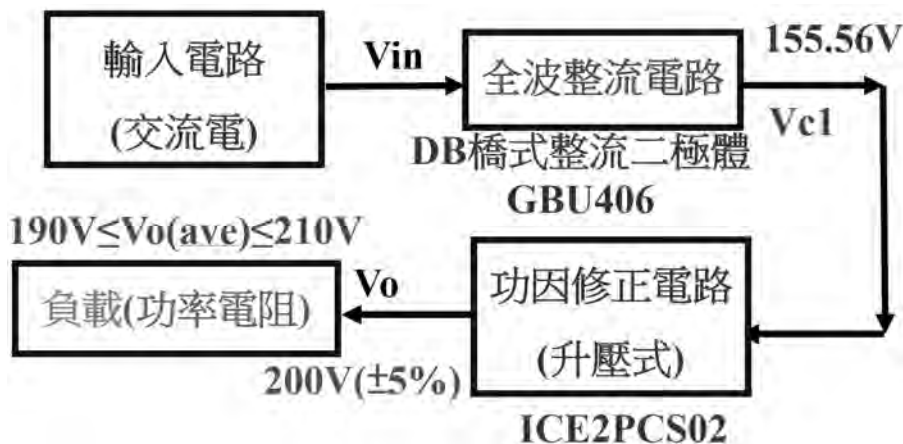 輸入電路
(交流電)
Vin
全波整流電路
155.56V
Vc1
DB橋式整流二極體
GBU406
190V≤Vo(ave)≤210V
負載(功率電阻)
Vo
200V(±5%)
功因修正電路
(升壓式)
ICE2PCS02